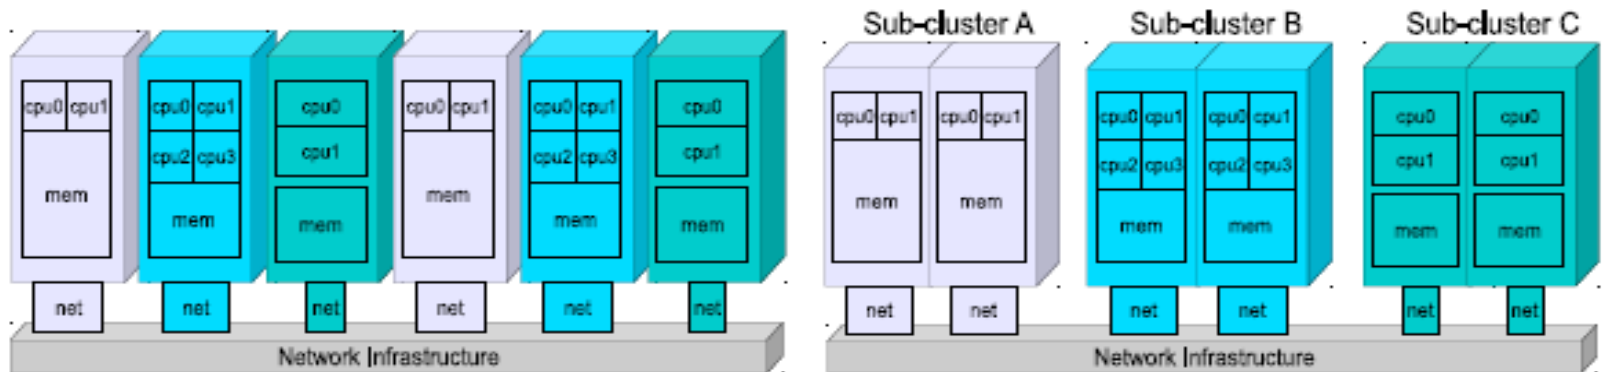 Sub-cluster A Sub-cluster B Sub-cluster C
cpu0 cpu1 cpu0 cpu1 cpu0 cpu0 cpu1 cpu0 cpu1 cpu0
cpu2 cpu3 cpu1 cpu2 cpu3 cpu1
mem mem mem mem mem mem
net net net net net net
Network Infrastructure
cpu0 cpu1 cpu0 cpu1 cpu0 cpu1 cpu0 cpu1 cpu0 cpu0
cpu2 cpu3 cpu2 cpu3 cpu1 cpu1
mem mem mem mem mem mem
net net net net net net
Network Infrastructure